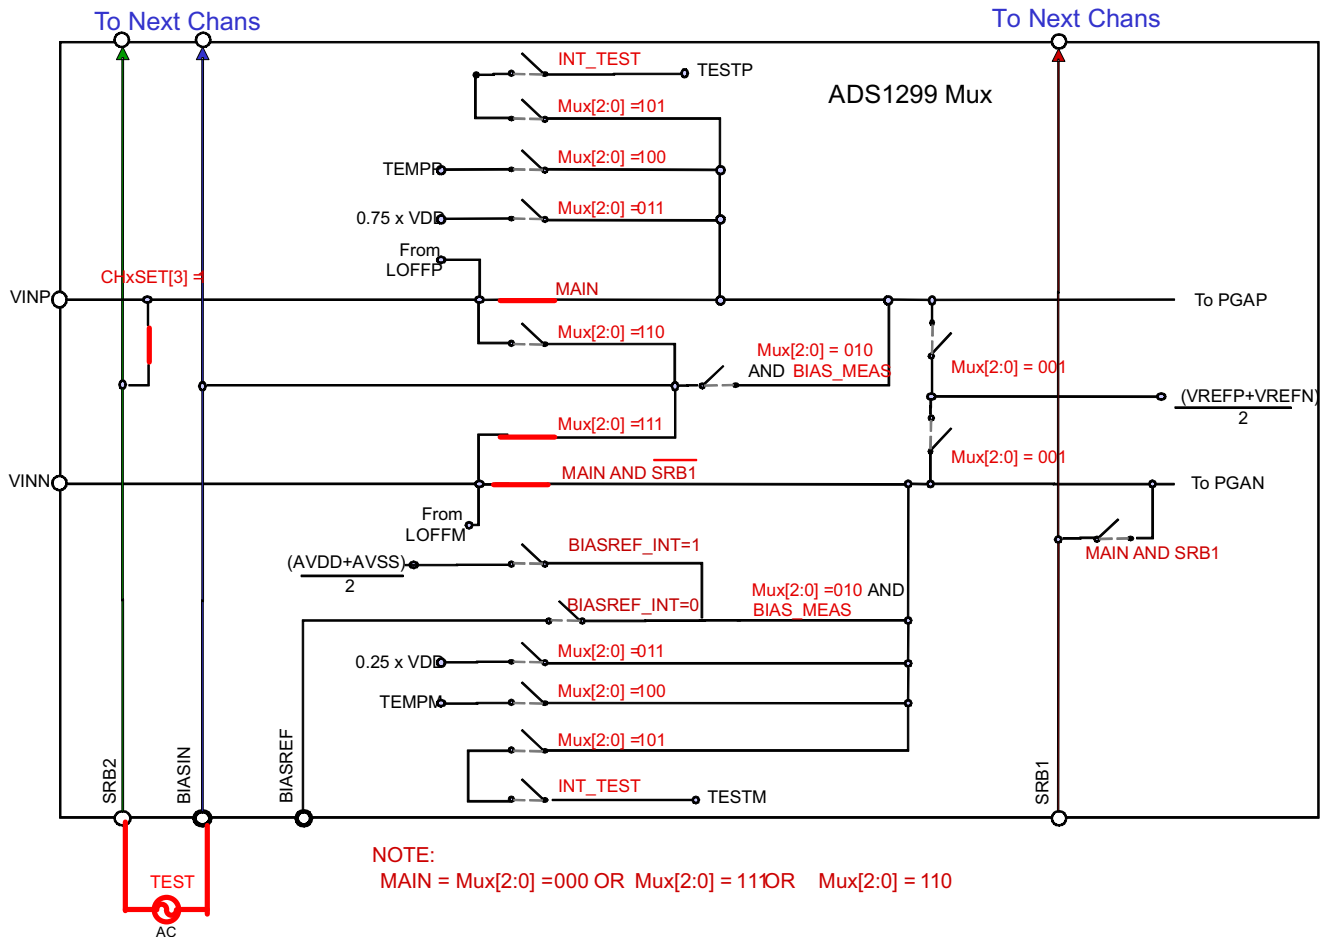 To Next Chans
To Next Chans
INT_TEST
TESTP
ADS1299 Mux
Mux[2:0] =101
TEMPP
Mux[2:0] =100
0.75 x VDD
Mux[2:0] =011
From
LOFFP
CHxSET[3] =
VINP
MAIN
To PGAP
Mux[2:0] =110
Mux[2:0] = 010
AND BIAS_MEAS
Mux[2:0] = 001
(VREFP+VREFN)
2
Mux[2:0] =111
Mux[2:0] = 001
VINN
MAIN AND SRB1
To PGAN
From
LOFFM
MAIN AND SRB1
BIASREF_INT=1
(AVDD+AVSS)
2
Mux[2:0] =010 AND
BIAS_MEAS
BIASREF_INT=0
0.25 x VDD
Mux[2:0] =011
TEMPM
Mux[2:0] =100
Mux[2:0] =101
INT_TEST
TESTM
SRB2
BIASIN
BIASREF
SRB1
NOTE:
MAIN = Mux[2:0] =000 OR Mux[2:0] = 111OR Mux[2:0] = 110
TEST
AC